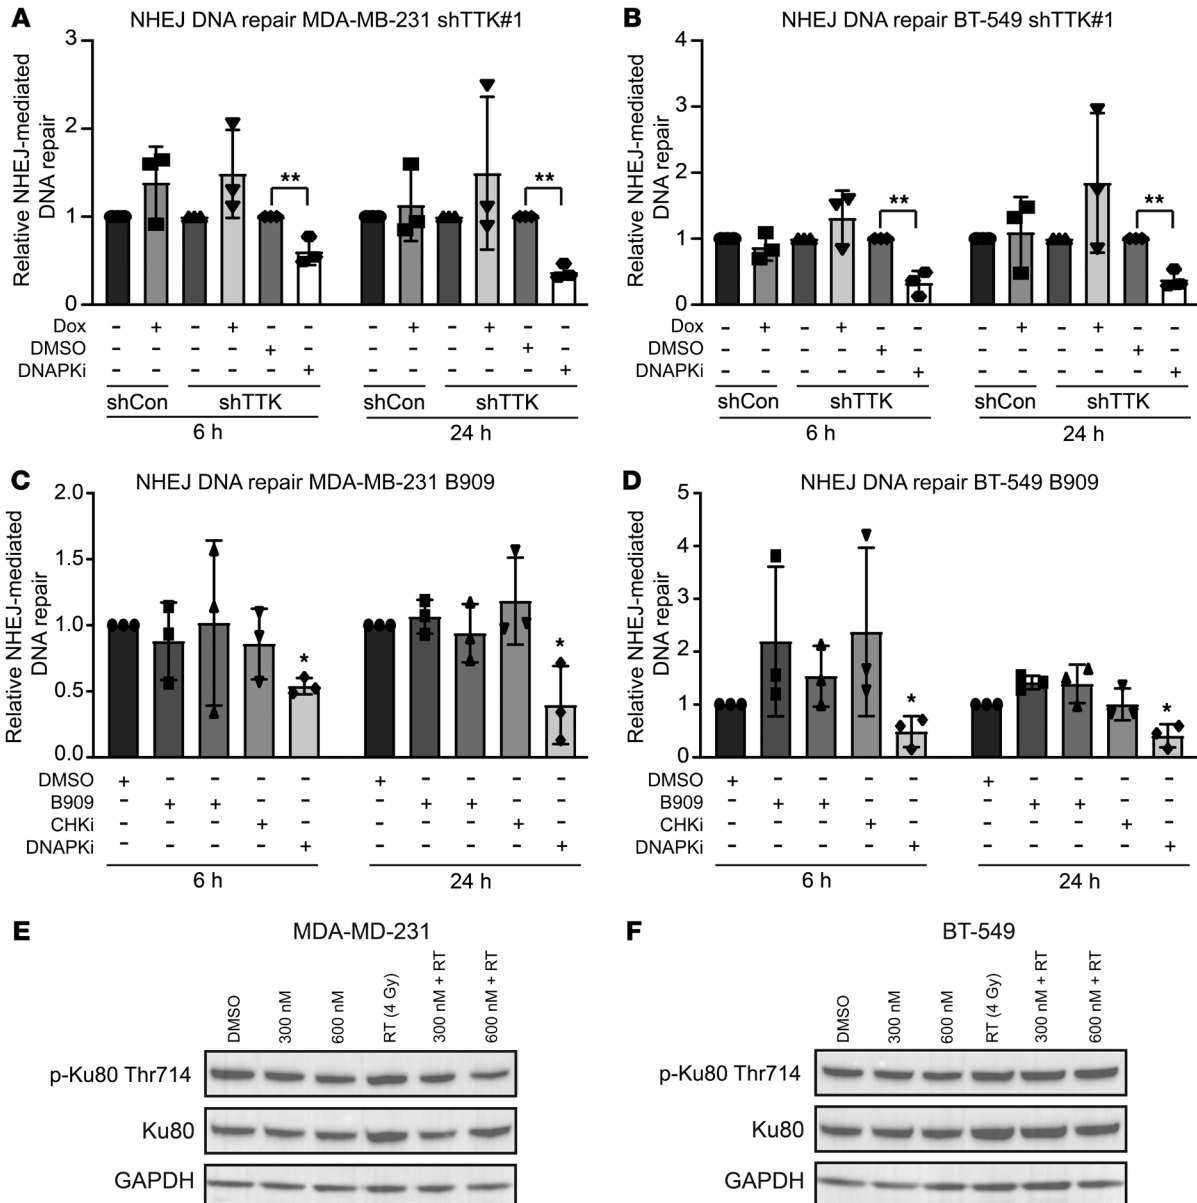 A
NHEJ DNA repair MDA-MB-231 shTTK#1
Relative NHEJ-mediated
DNA repair
3
2
1
0
**
**
Dox - + - + - - - + - + - -
DMSO - - - - + - - - - - + -
DNAPKi - - - - - + - - - - - +
shCon shTTK shCon shTTK
6 h 24 h
B
NHEJ DNA repair BT-549 shTTK#1
Relative NHEJ-mediated
DNA repair
4
3
2
1
0
**
**
Dox - + - + - - - + - + - -
DMSO - - - - + - - - - - + -
DNAPKi - - - - - + - - - - - +
shCon shTTK shCon shTTK
6 h 24 h
C
NHEJ DNA repair MDA-MB-231 B909
Relative NHEJ-mediated
DNA repair
2.0
1.5
1.0
0.5
0.0
*
*
DMSO + - - - - + - - - -
B909 - + + - - - + + - -
CHKi - - - + - - - - + -
DNAPKi - - - - + - - - - +
6 h 24 h
D
NHEJ DNA repair BT-549 B909
Relative NHEJ-mediated
DNA repair
5
4
3
2
1
0
*
*
DMSO + - - - - + - - - -
B909 - + + - - - + + - -
CHKi - - - + - - - - + -
DNAPKi - - - - + - - - - +
6 h 24 h
E
MDA-MD-231
DMSO
300 nM
600 nM
RT (4 Gy)
300 nM + RT
600 nM + RT
p-Ku80 Thr714
Ku80
GAPDH
F
BT-549
DMSO
300 nM
600 nM
RT (4 Gy)
300 nM + RT
600 nM + RT
p-Ku80 Thr714
Ku80
GAPDH